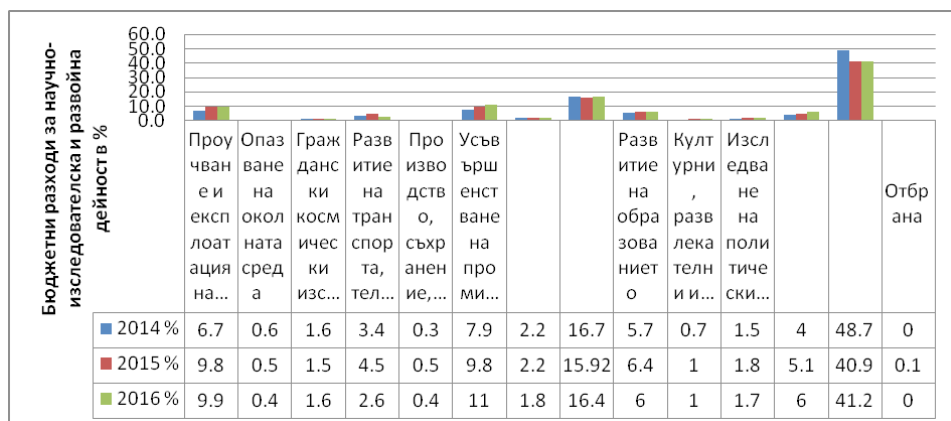 Бюджетни разходи за научно-
изследователска и развойна
дейност в %
60.0
50.0
40.0
30.0
20.0
10.0
0.0
Проу
чван
е и
експ
лоат
ация
на...
Опаз
ване
на
окол
ната
сред
а
Граж
данс
ки
косм
ическ
и
изс...
Разв
итие
на
тран
спор
та,
тел...
Про
изво
дств
о,
съхр
анен
ие,...
Усъв
ърш
енст
ване
на
про
ми...
Разв
итие
на
обра
зова
ниет
о
Култ
урни
,
разв
лека
телн
и и...
Изсл
едва
не
на
поли
тиче
ски...
Отбр
ана
2014 % 6.7 0.6 1.6 3.4 0.3 7.9 2.2 16.7 5.7 0.7 1.5 4 48.7 0
2015 % 9.8 0.5 1.5 4.5 0.5 9.8 2.2 15.92 6.4 1 1.8 5.1 40.9 0.1
2016 % 9.9 0.4 1.6 2.6 0.4 11 1.8 16.4 6 1 1.7 6 41.2 0